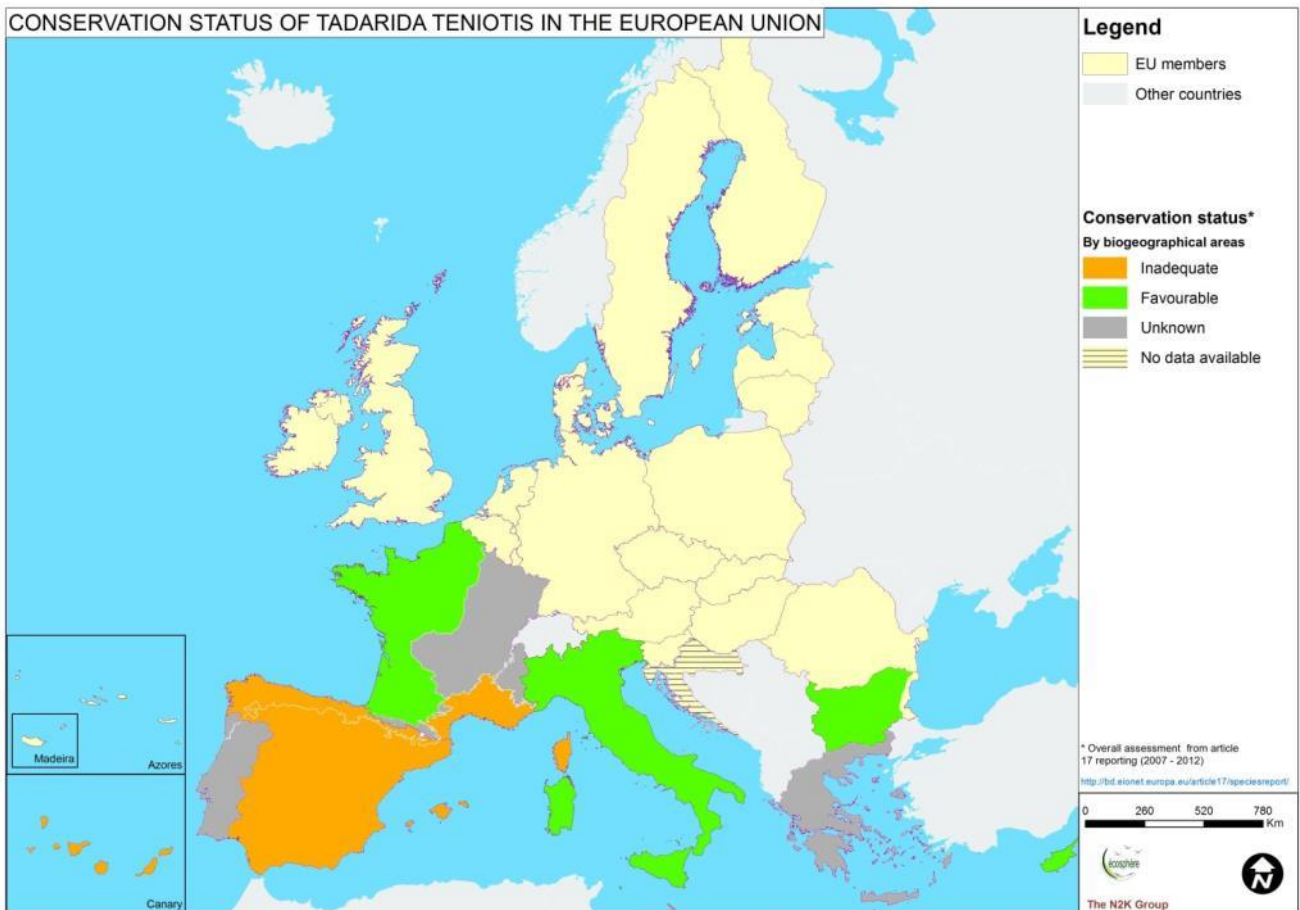 CONSERVATION STATUS OF TADARIDA TENIOTIS IN THE EUROPEAN UNION
Legend
EU members
Other countries
Conservation status*
By biogeographical areas
Inadequate
Favourable
Unknown
No data available
Madeira
Azores
Canary
* Overall assessment from article
17 reporting (2007 - 2012)
http://bd.eionet.europa.eu/article17/speciesreport/
0 260 520 780
Km
écosphère
N
The N2K Group